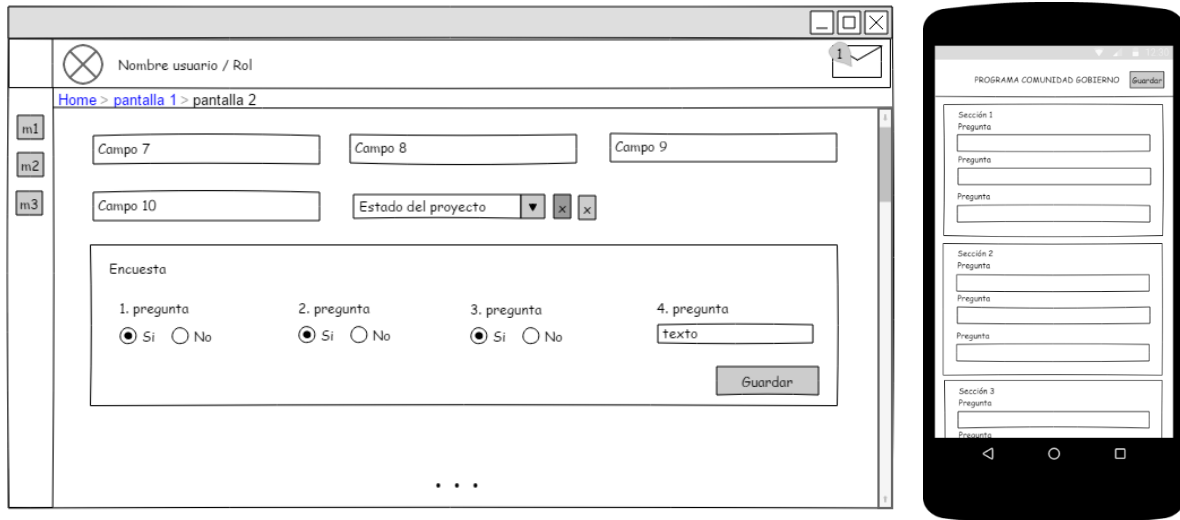 Nombre usuario / Rol
1
Home > pantalla 1 > pantalla 2
m1
m2
m3
Campo 7
Campo 8
Campo 9
Campo 10
Estado del proyecto
x
x
Encuesta
1. pregunta
Si
No
2. pregunta
Si
No
3. pregunta
Si
No
4. pregunta
texto
Guardar
. . .
PROGRAMA COMUNIDAD GOBIERNO
Guardar
Sección 1
Pregunta
Pregunta
Pregunta
Sección 2
Pregunta
Pregunta
Pregunta
Sección 3
Pregunta
Pregunta